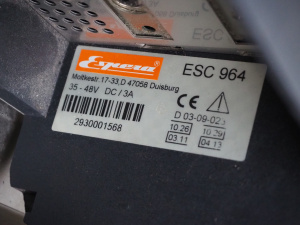 Espera
ESC 964
Moltkestr.17-33,D 47058 Duisburg
35 - 48V DC / 3A
2930001568
CE
D 03-09-023
10.26 10.29
03.11 04.13
ESC